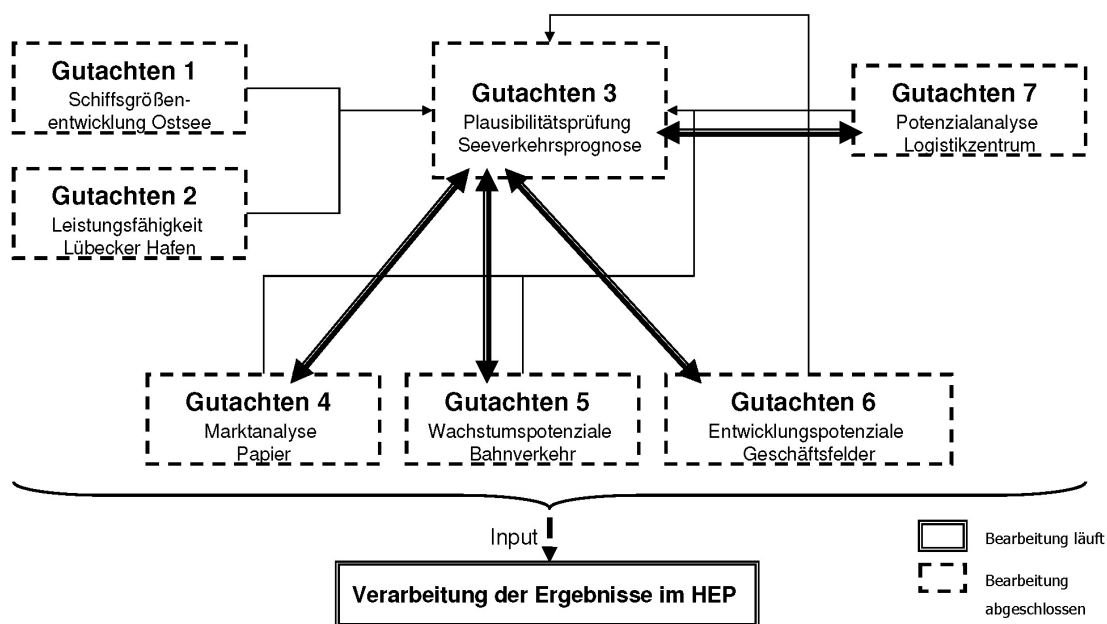 Gutachten 1
Schiffsgrößen-
entwicklung Ostsee
Gutachten 2
Leistungsfähigkeit
Lübecker Hafen
Gutachten 3
Plausibilitätsprüfung
Seeverkehrsprognose
Gutachten 7
Potenzialanalyse
Logistikzentrum
Gutachten 4
Marktanalyse
Papier
Gutachten 5
Wachstumspotenziale
Bahnverkehr
Gutachten 6
Entwicklungspotenziale
Geschäftsfelder
Input
Verarbeitung der Ergebnisse im HEP
Bearbeitung läuft
Bearbeitung
abgeschlossen